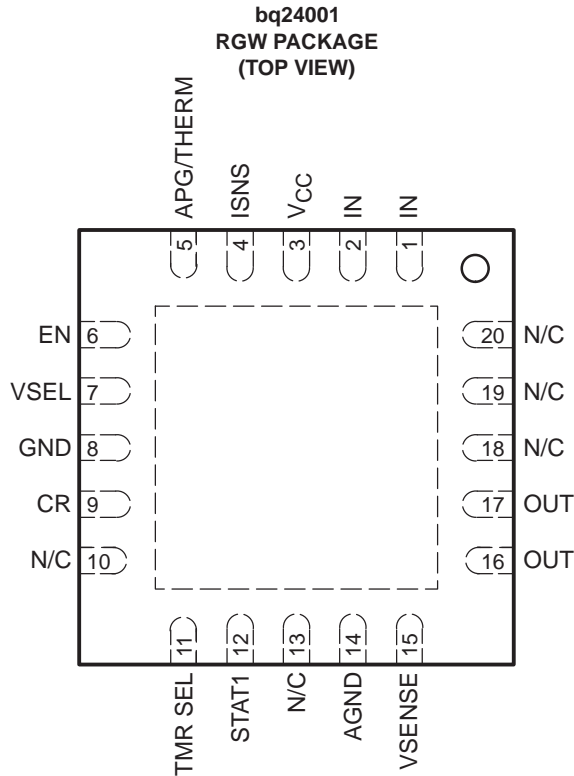 bq24001
RGW PACKAGE
(TOP VIEW)
APG/THERM
ISNS
VCC
IN
IN
5
4
3
2
1
EN 6
VSEL 7
GND 8
CR 9
N/C 10
20 N/C
19 N/C
18 N/C
17 OUT
16 OUT
11
12
13
14
15
TMR SEL
STAT1
N/C
AGND
VSENSE